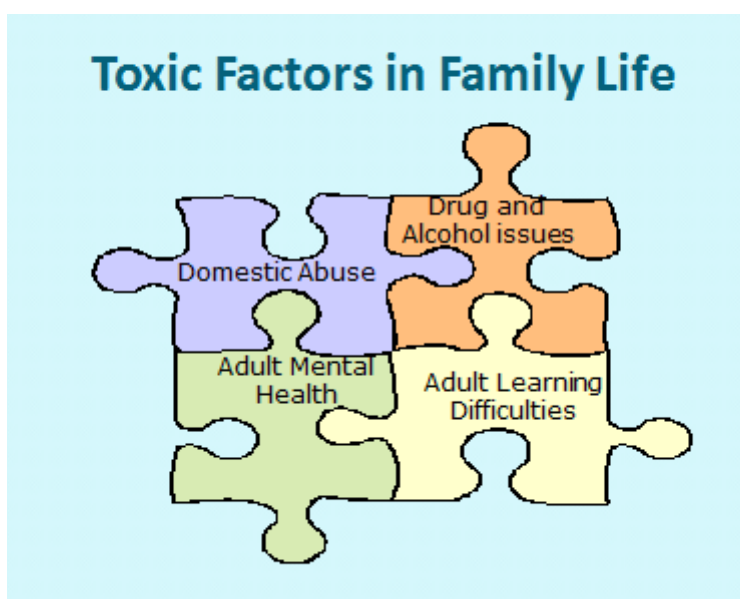 Toxic Factors in Family Life
Drug and
Alcohol issues
Domestic Abuse
Adult Mental
Health
Adult Learning
Difficulties